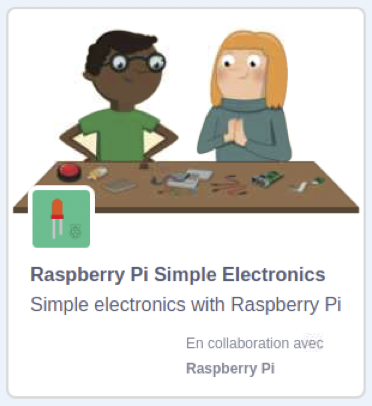 Raspberry Pi Simple Electronics
Simple electronics with Raspberry Pi
En collaboration avec
Raspberry Pi